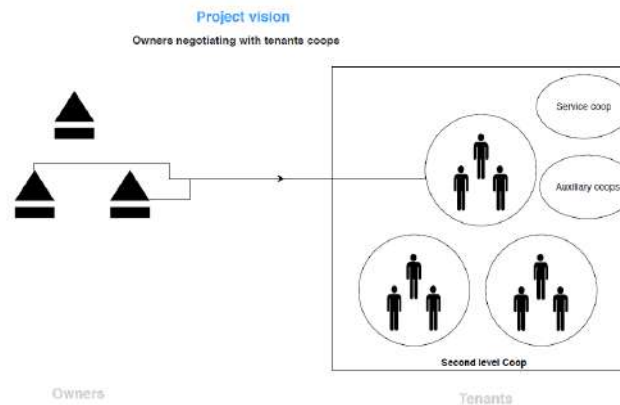 Project vision
Owners negotiating with tenants coops
Service coop
Auxiliary coops
Second level Coop
Owners
Tenants